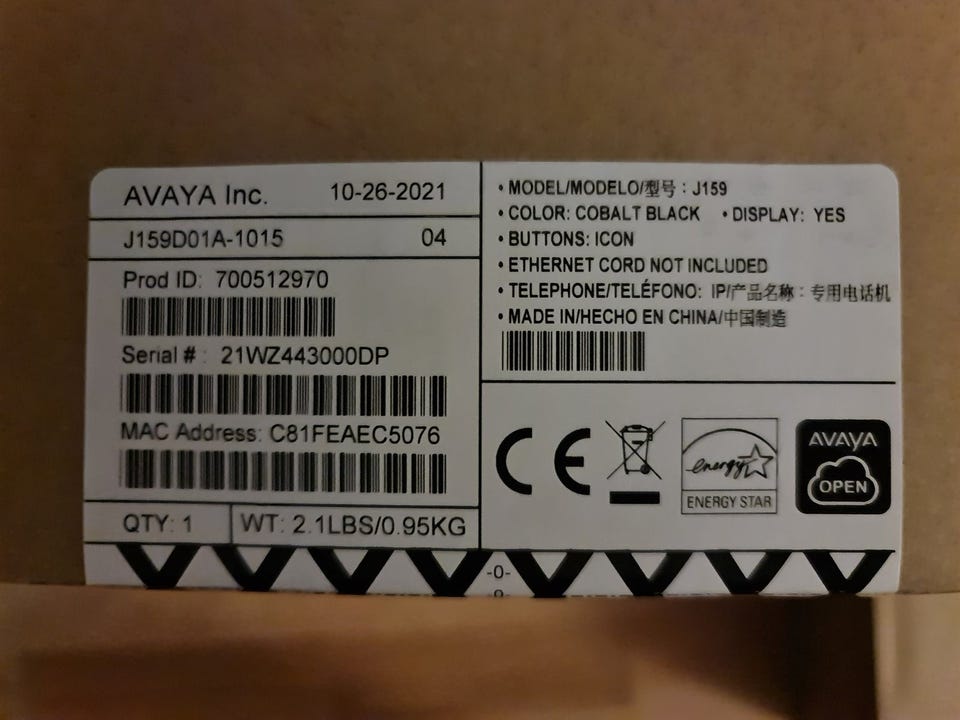 AVAYA Inc. 10-26-2021
J159D01A-1015 04
Prod ID: 700512970
Serial # : 21WZ443000DP
MAC Address: C81FEAEC5076
QTY: 1 WT: 2.1LBS/0.95KG
• MODEL/MODELO/型号 : J159
• COLOR: COBALT BLACK • DISPLAY: YES
• BUTTONS: ICON
• ETHERNET CORD NOT INCLUDED
• TELEPHONE/TELÉFONO: IP/产品名称 : 专用电话机
• MADE IN/HECHO EN CHINA/中国制造
CE
energy
ENERGY STAR
AVAYA
OPEN
-0-